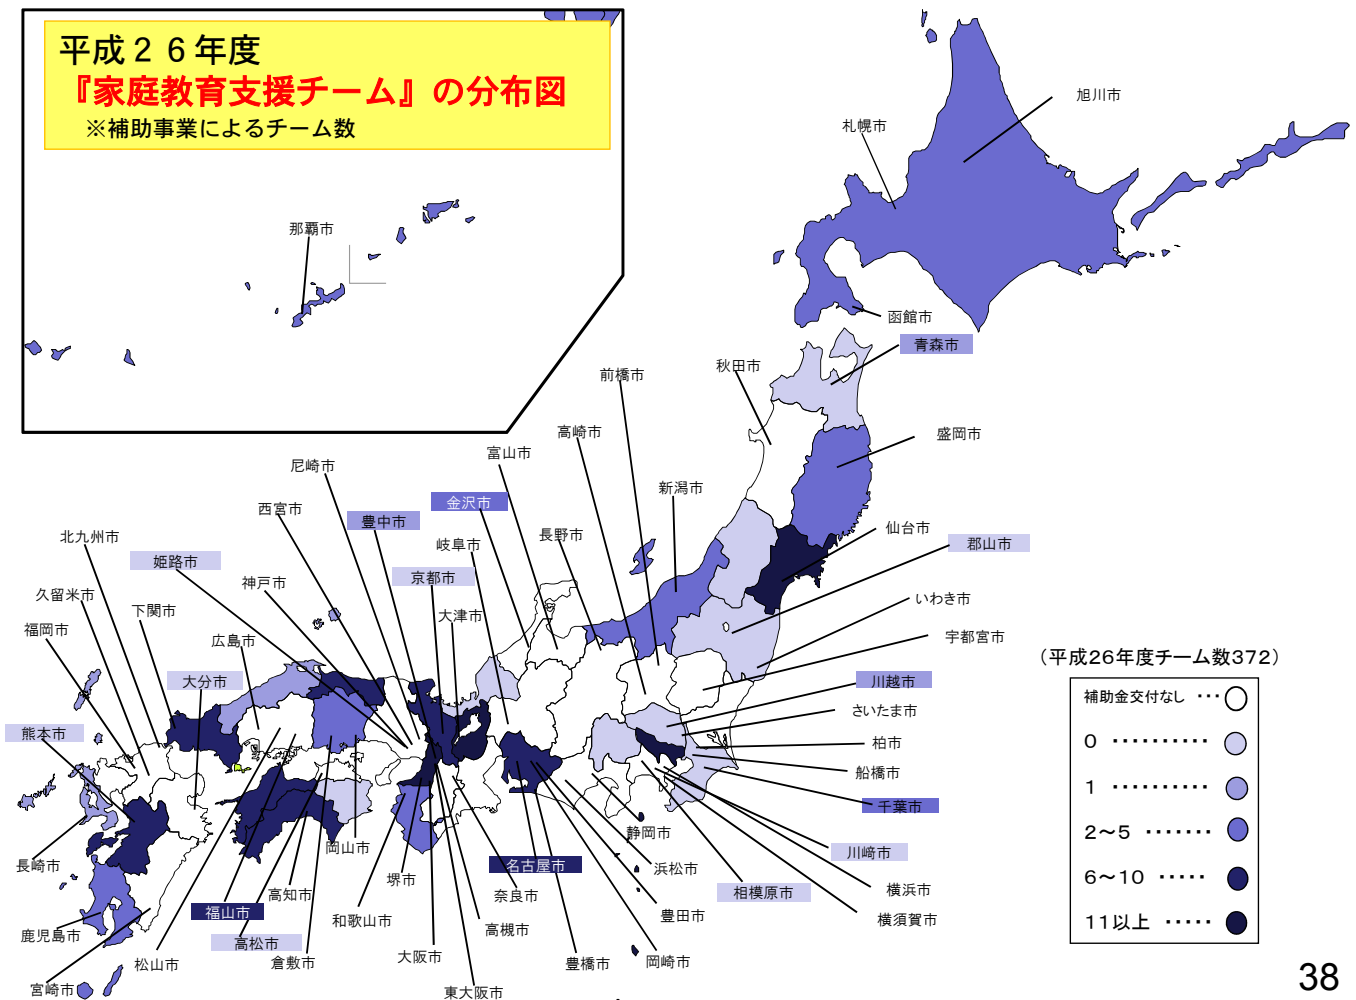 平成２６年度
『家庭教育支援チーム』の分布図
※補助事業によるチーム数
那覇市
旭川市
札幌市
函館市
青森市
秋田市
前橋市
高崎市
盛岡市
富山市
尼崎市
新潟市
金沢市
西宮市
豊中市
仙台市
長野市
岐阜市
北九州市
郡山市
姫路市
京都市
神戸市
久留米市
いわき市
下関市
大津市
福岡市
広島市
宇都宮市
大分市
川越市
さいたま市
熊本市
柏市
船橋市
千葉市
静岡市
岡山市
川﨑市
長崎市
名古屋市
浜松市
堺市
横浜市
高知市
奈良市
相模原市
福山市
和歌山市
豊田市
横須賀市
鹿児島市
高松市
高槻市
松山市
倉敷市
大阪市
豊橋市
岡崎市
宮崎市
東大阪市
（平成26年度チーム数372）
補助金交付なし ･･･
0 ･･････････
1 ･･････････
2～5 ･･･････
6～10 ･････
11以上 ･･････
38